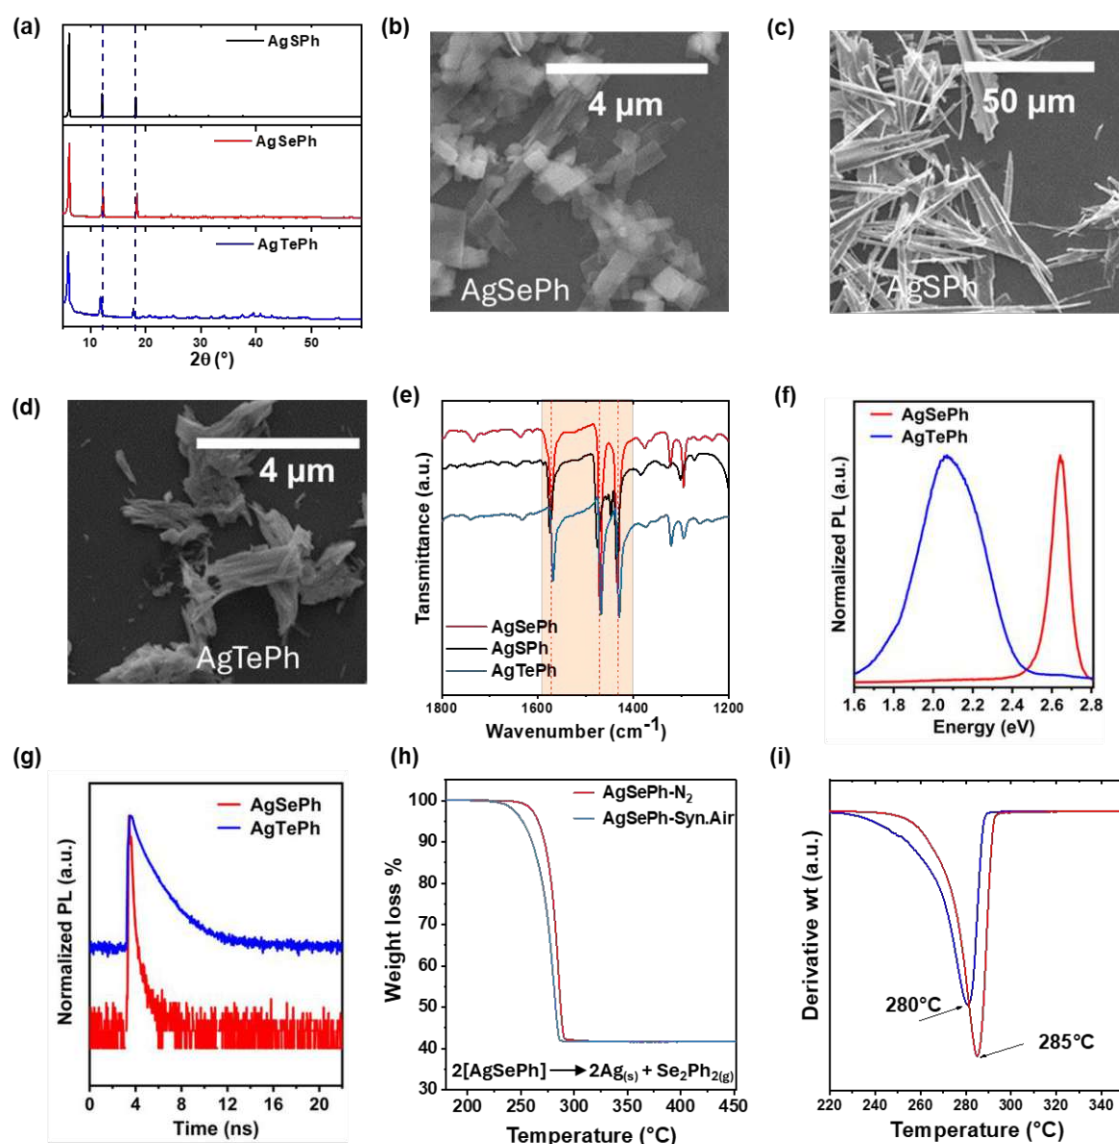 (a)
AgSPh
AgSePh
AgTePh
10 20 30 40 50
2θ (°)
(b)
4 μm
AgSePh
(c)
50 μm
AgSPh
(d)
4 μm
AgTePh
(e)
Tansmittance (a.u.)
AgSePh
AgSPh
AgTePh
1800 1600 1400 1200
Wavenumber (cm-1)
(f)
Normalized PL (a.u.)
AgSePh
AgTePh
1.6 1.8 2.0 2.2 2.4 2.6 2.8
Energy (eV)
(g)
Normalized PL (a.u.)
AgSePh
AgTePh
0 4 8 12 16 20
Time (ns)
(h)
Weight loss %
100
90
80
70
60
50
40
30
AgSePh-N2
AgSePh-Syn.Air
2[AgSePh] → 2Ag(s) + Se2Ph2(g)
200 250 300 350 400 450
Temperature (°C)
(i)
Derivative wt (a.u.)
280°C
285°C
220 240 260 280 300 320 340
Temperature (°C)